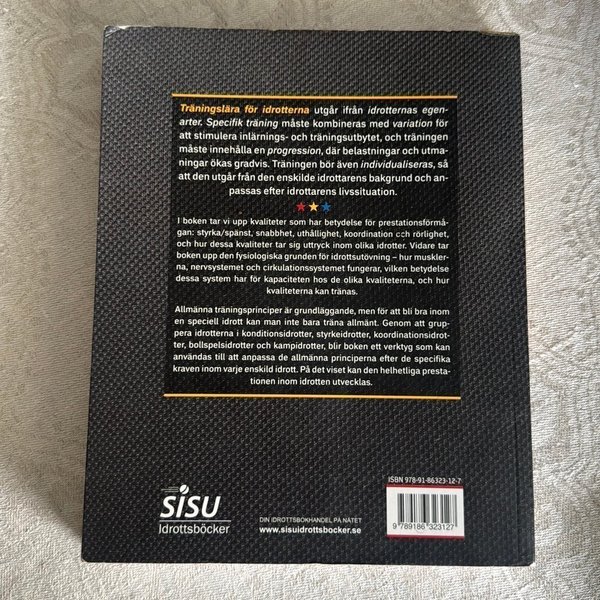 Träningslära för idrotterna utgår ifrån idrotternas egen-
arter. Specifik träning måste kombineras med variation för
att stimulera inlärnings- och träningsutbytet, och träningen
måste innehålla en progression, där belastningar och utma-
ningar ökas gradvis. Träningen bör även individualiseras, så
att den utgår från den enskilde idrottarens bakgrund och an-
passas efter idrottarens livssituation.
I boken tar vi upp kvaliteter som har betydelse för prestationsförmå-
gan: styrka/spänst, snabbhet, uthållighet, koordination och rörlighet,
och hur dessa kvaliteter tar sig uttryck inom olika idrotter. Vidare tar
boken upp den fysiologiska grunden för idrottsutövning – hur muskler-
na, nervsystemet och cirkulationssystemet fungerar, vilken betydelse
dessa system har för kapaciteten hos de olika kvaliteterna, och hur
kvaliteterna kan tränas.
Allmänna träningsprinciper är grundläggande, men för att bli bra inom
en speciell idrott kan man inte bara träna allmänt. Genom att grup-
pera idrotterna i konditionsidrotter, styrkeidrotter, koordinationsidrot-
ter, bollspelsidrotter och kampidrotter, blir boken ett verktyg som kan
användas till att anpassa de allmänna principerna efter de specifika
kraven inom varje enskild idrott. På det viset kan den helhetliga presta-
tionen inom idrotten utvecklas.
ISBN 978-91-86323-12-7
9 789186 323127
SISU
Idrottsböcker
DIN IDROTTSBOKHANDEL PÅ NÄTET
www.sisuidrottsbocker.se